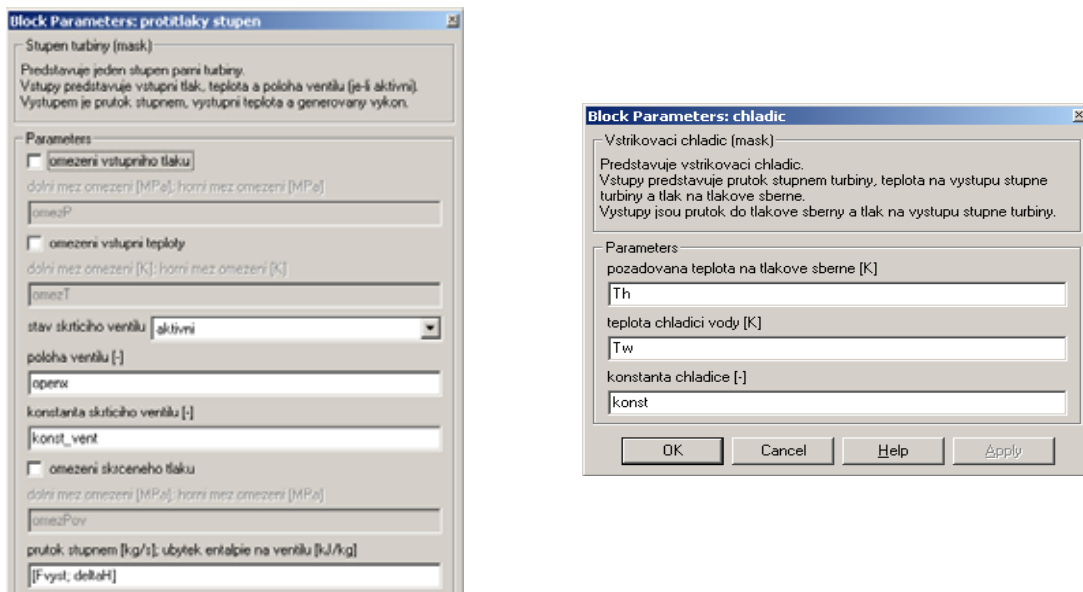 Block Parameters: protitlaky stupen
Stupen turbiny (mask)
Predstavuje jeden stupen parni turbiny.
Vstupy predstavuje vstupni tlak, teplota a poloha ventilu (je-li aktivni).
Vystupem je prutok stupnem, vystupni teplota a generovany vykon.
Parameters
omezeni vstupniho tlaku
dolni mez omezeni [MPa]; horni mez omezeni [MPa]
omezP
omezeni vstupni teploty
dolni mez omezeni [K]; horni mez omezeni [K]
omezT
stav skrticiho ventilu aktivni
poloha ventilu [-]
openx
konstanta skrticiho ventilu [-]
konst_vent
omezeni skrceneho tlaku
dolni mez omezeni [MPa]; horni mez omezeni [MPa]
omezPov
prutok stupnem [kg/s]; ubytek entalpie na ventilu [kJ/kg]
[Fvyst; deltaH]
Block Parameters: chladic
Vstrikovaci chladic (mask)
Predstavuje vstrikovaci chladic.
Vstupy predstavuje prutok stupnem turbiny, teplota na vystupu stupne
turbiny a tlak na tlakove sberne.
Vystupy jsou prutok do tlakove sberny a tlak na vystupu stupne turbiny.
Parameters
pozadovana teplota na tlakove sberne [K]
Th
teplota chladici vody [K]
Tw
konstanta chladice [-]
konst
OK Cancel Help Apply